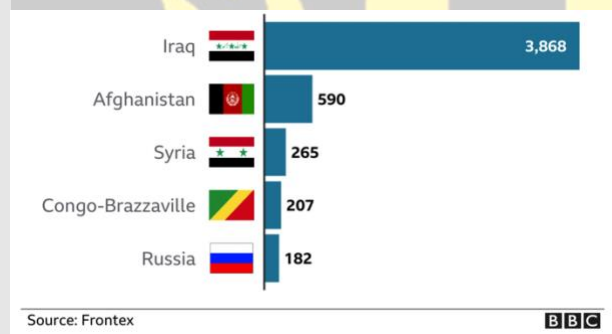 Iraq 3,868
Afghanistan 590
Syria 265
Congo-Brazzaville 207
Russia 182
Source: Frontex BBC